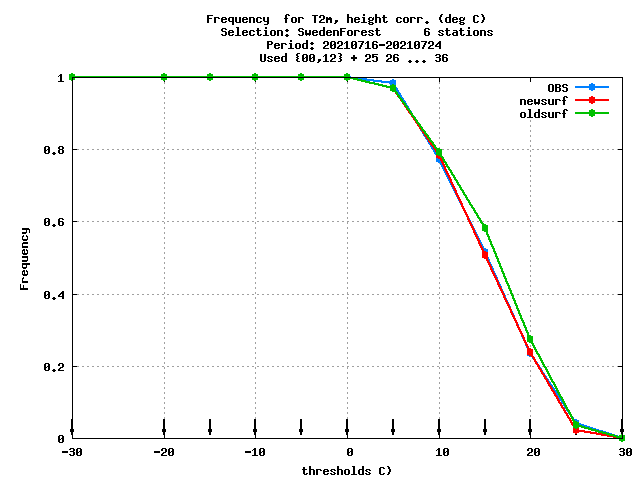 Frequency  for T2m, height corr. (deg C)
Selection: SwedenForest      6 stations
Period: 20210716-20210724
Used {00,12} + 25 26 ... 36
OBS
newsurf
oldsurf
Frequency
1
0.8
0.6
0.4
0.2
0
-30 -20 -10 0 10 20 30
thresholds C)